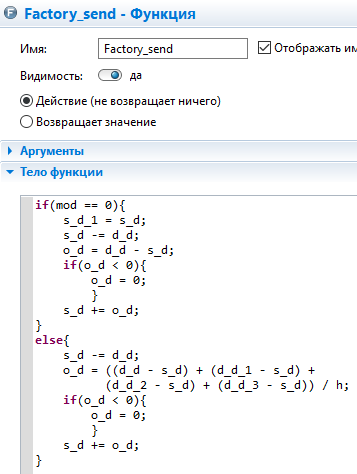 Factory_send - Функция
Имя: Factory_send Отображать им
Видимость: да
Действие (не возвращает ничего)
Возвращает значение
Аргументы
Тело функции
if(mod == 0){
    s_d_1 = s_d;
    s_d -= d_d;
    o_d = d_d - s_d;
    if(o_d < 0){
        o_d = 0;
        }
    s_d += o_d;
}
else{
    s_d -= d_d;
    o_d = ((d_d - s_d) + (d_d_1 - s_d) +
          (d_d_2 - s_d) + (d_d_3 - s_d)) / h;
    if(o_d < 0){
        o_d = 0;
        }
    s_d += o_d;
}